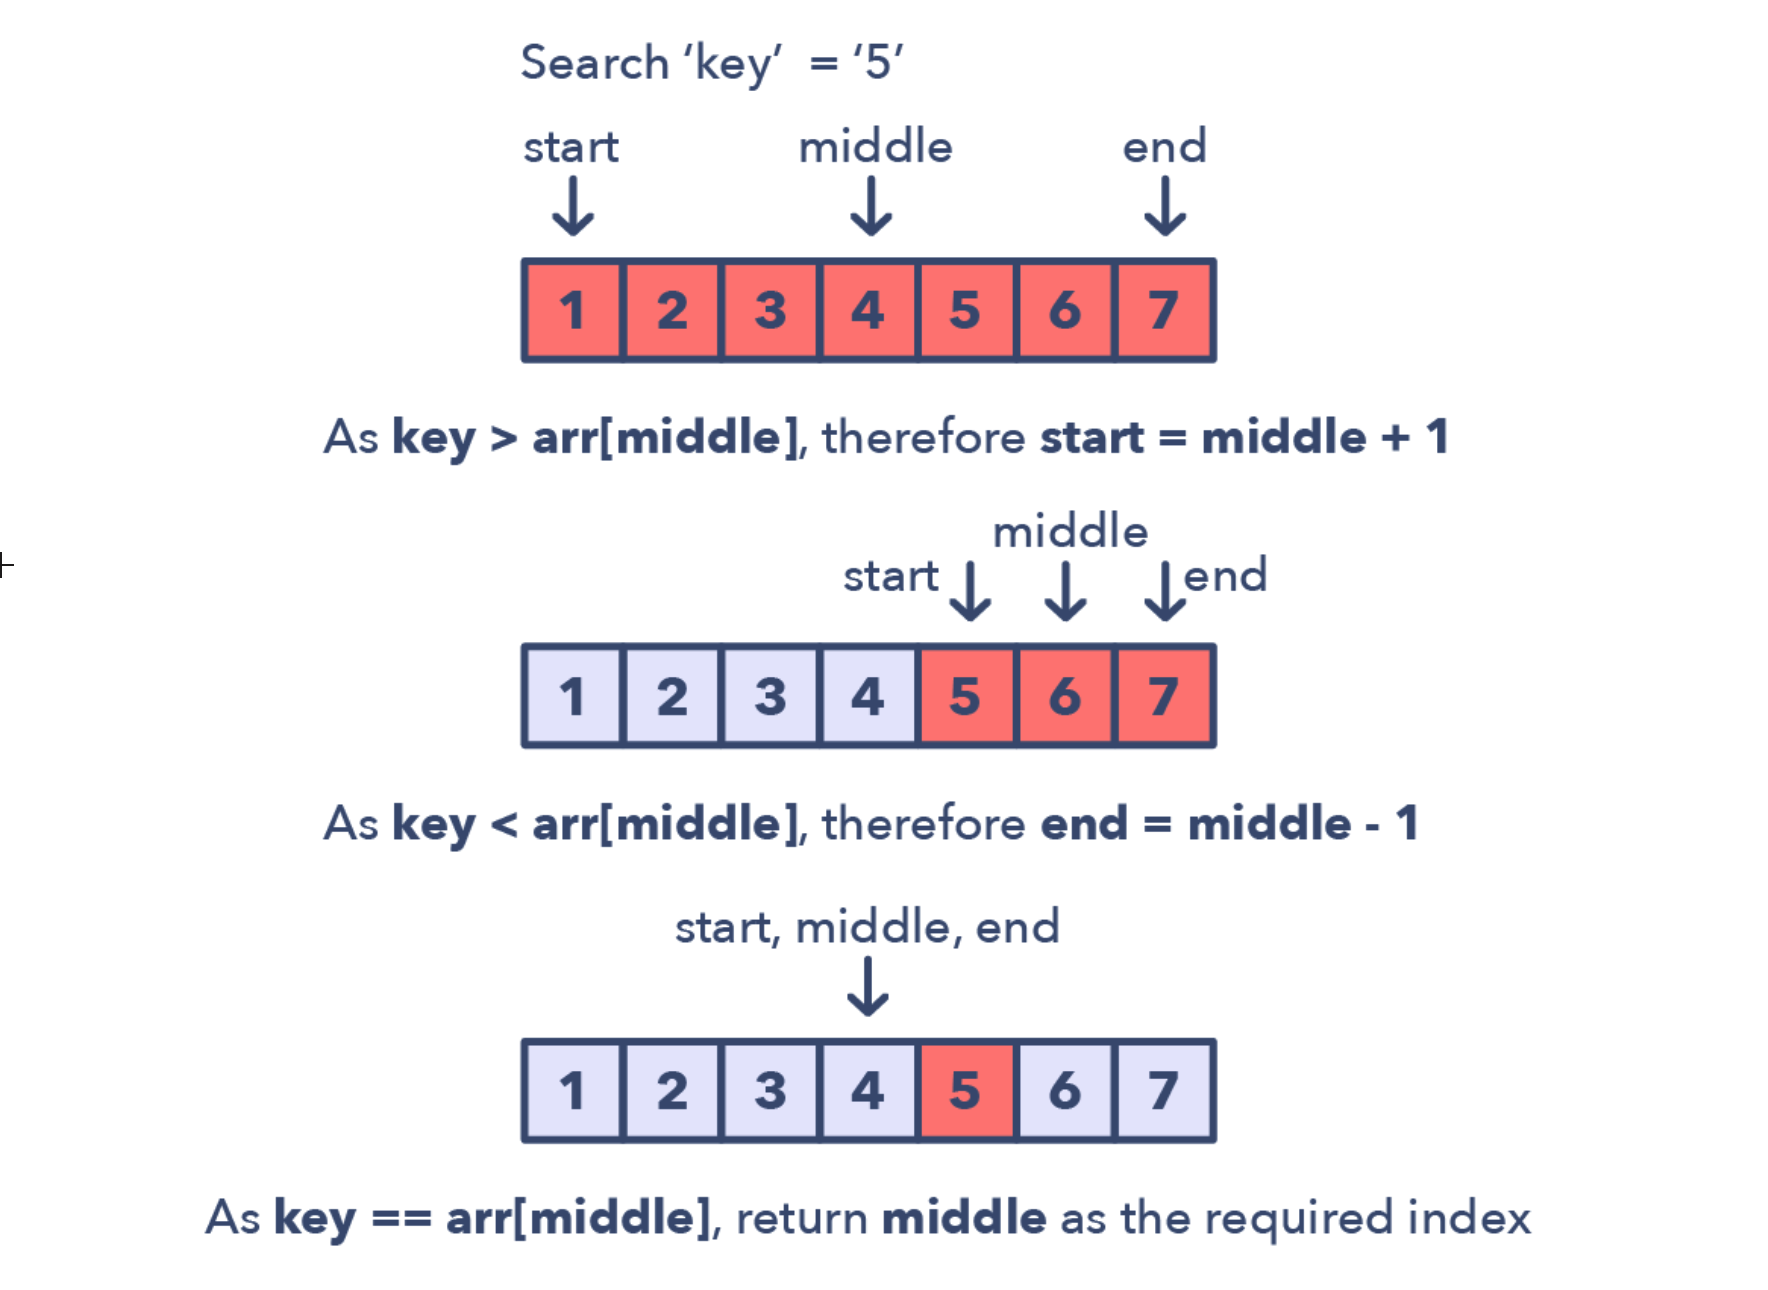 Search ‘key’ = ‘5’
start middle end
1 2 3 4 5 6 7
As key > arr[middle], therefore start = middle + 1
middle
start end
1 2 3 4 5 6 7
As key < arr[middle], therefore end = middle - 1
start, middle, end
1 2 3 4 5 6 7
As key == arr[middle], return middle as the required index